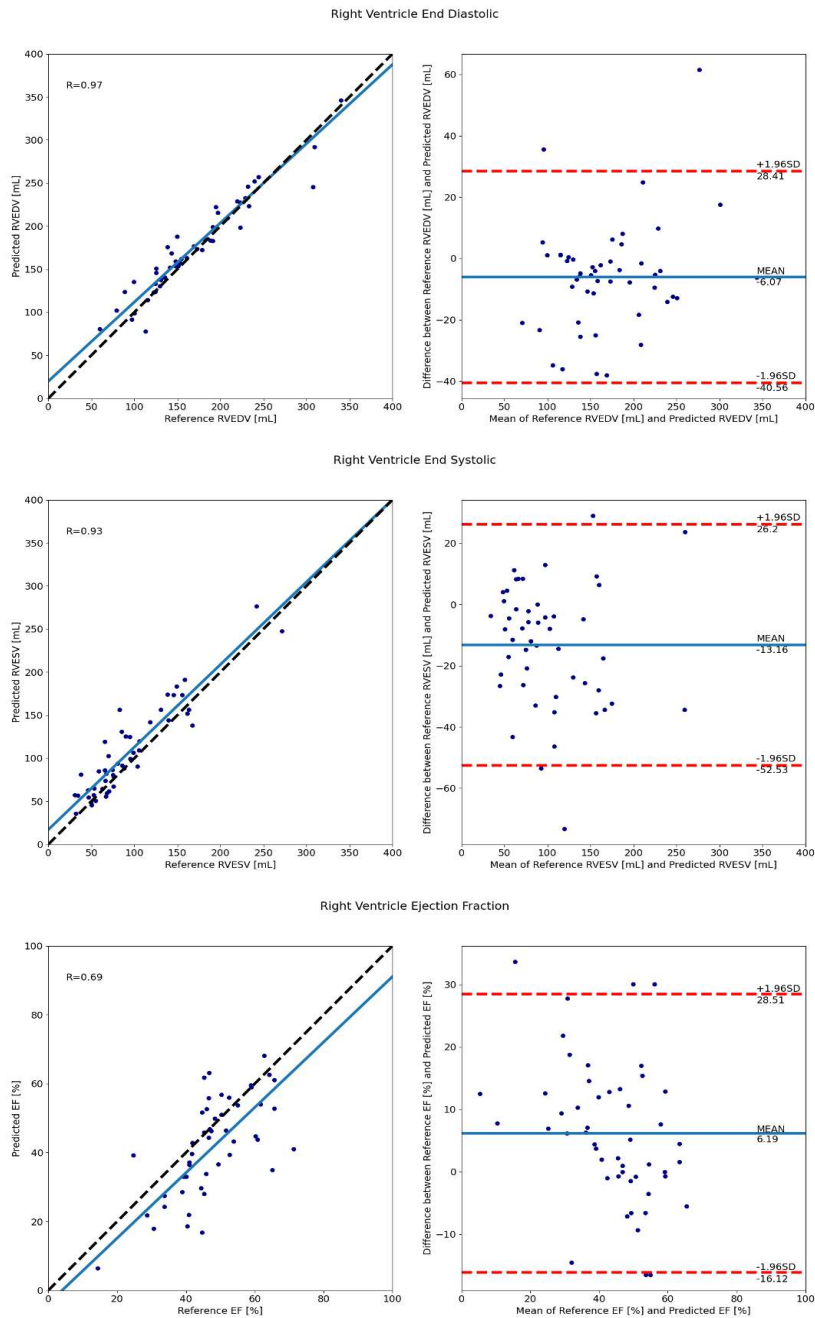 Right Ventricle End Diastolic
R=0.97
400
350
300
250
200
150
100
50
0
Predicted RVEDV [mL]
0 50 100 150 200 250 300 350 400
Reference RVEDV [mL]
60
40
20
0
−20
−40
Difference between Reference RVEDV [mL] and Predicted RVEDV [mL]
+1.96SD
28.41
MEAN
-6.07
-1.96SD
-40.56
0 50 100 150 200 250 300 350 400
Mean of Reference RVEDV [mL] and Predicted RVEDV [mL]
Right Ventricle End Systolic
R=0.93
400
350
300
250
200
150
100
50
0
Predicted RVESV [mL]
0 50 100 150 200 250 300 350 400
Reference RVESV [mL]
20
0
−20
−40
−60
Difference between Reference RVESV [mL] and Predicted RVESV [mL]
+1.96SD
26.2
MEAN
-13.16
-1.96SD
-52.53
0 50 100 150 200 250 300 350 400
Mean of Reference RVESV [mL] and Predicted RVESV [mL]
Right Ventricle Ejection Fraction
R=0.69
100
80
60
40
20
0
Predicted EF [%]
0 20 40 60 80 100
Reference EF [%]
30
20
10
0
−10
Difference between Reference EF [%] and Predicted EF [%]
+1.96SD
28.51
MEAN
6.19
-1.96SD
-16.12
0 20 40 60 80 100
Mean of Reference EF [%] and Predicted EF [%]